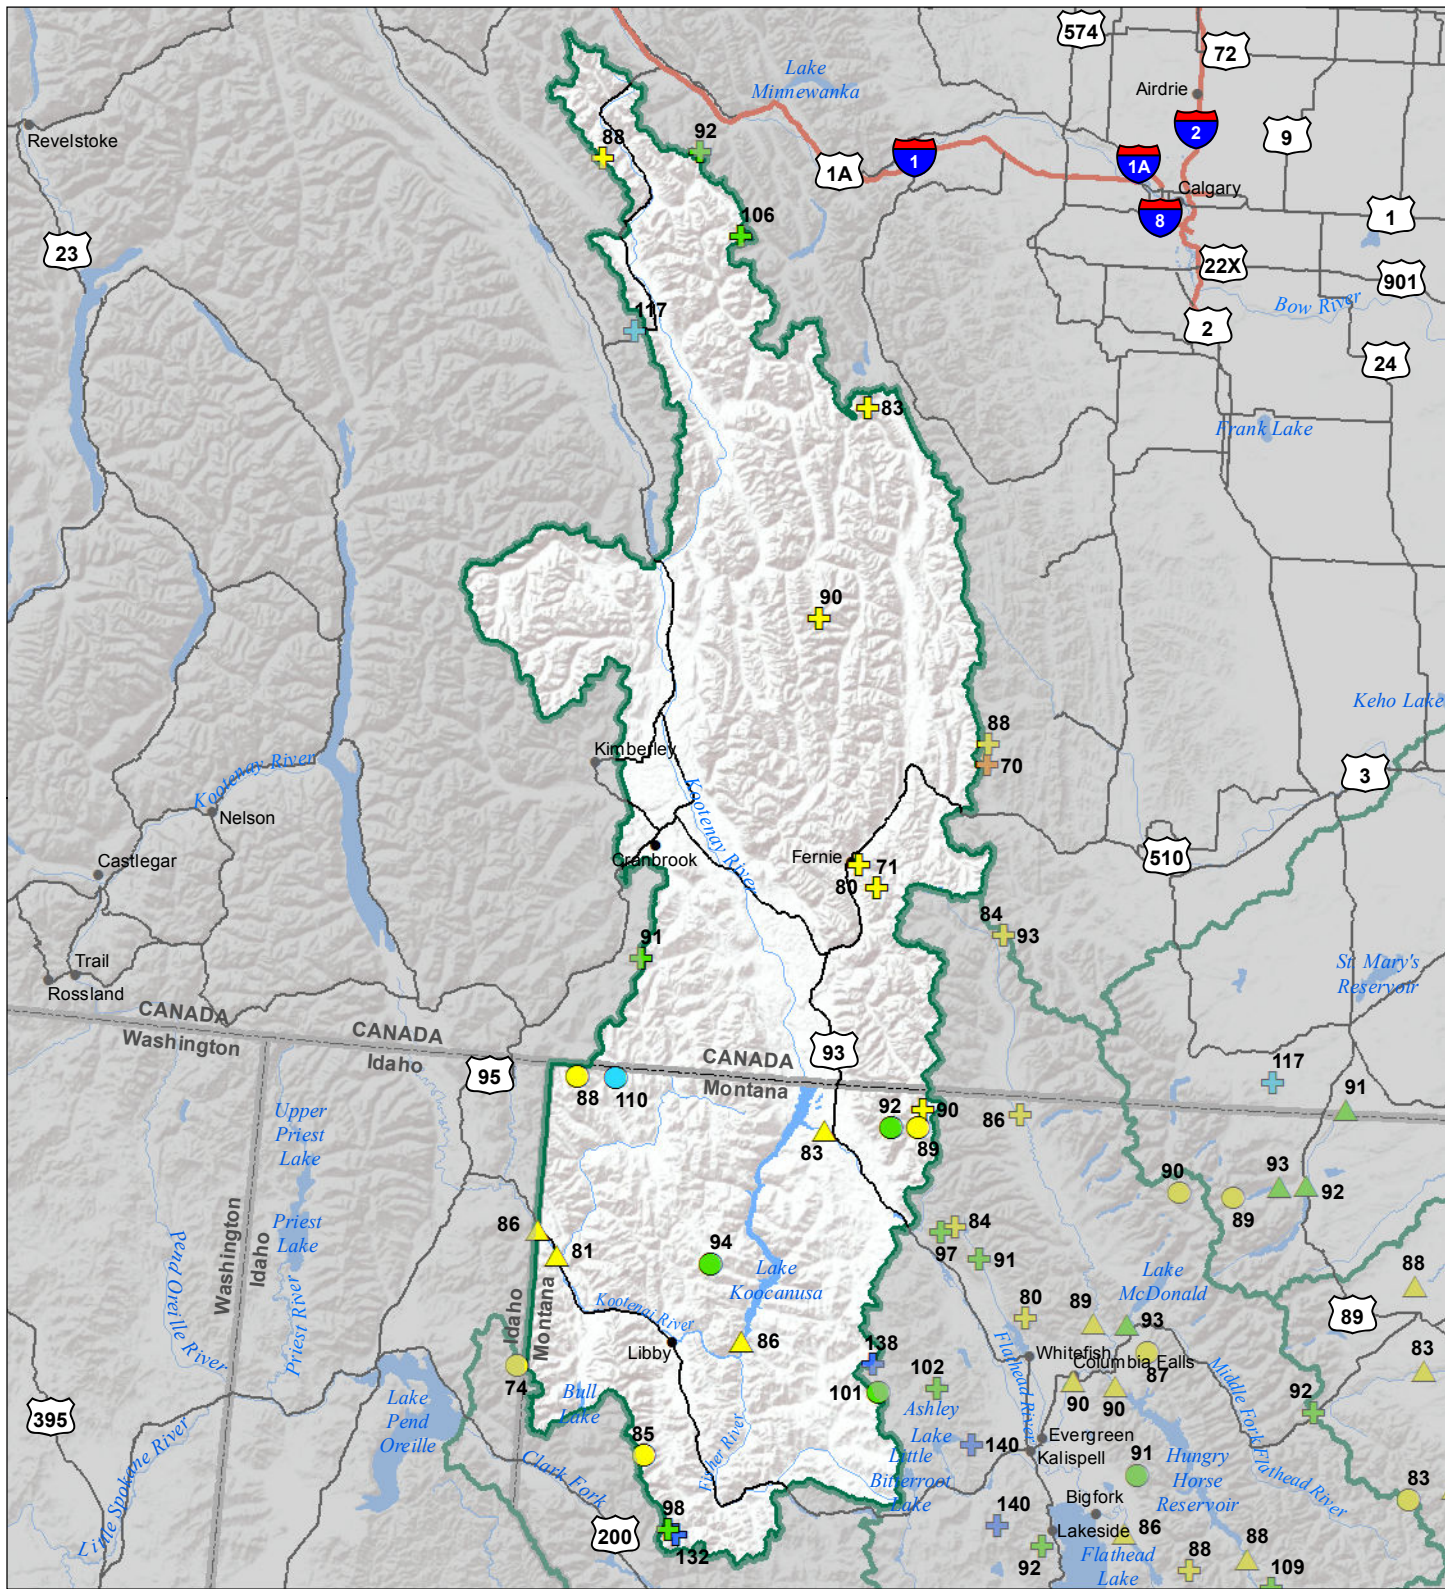 574
72
Lake
Minnewanka
Airdrie
Revelstoke
2
9
88
92
1
1A
1A
Calgary
8
1
106
23
22X
901
Bow River
117
2
24
83
Frank Lake
90
Keho Lake
88
Kimberley
70
3
Kootenay River
Kootenay River
Nelson
510
Castlegar
Cranbrook
Fernie
71
80
84
93
91
Trail
Rossland
St. Mary's
Reservoir
CANADA
CANADA
CANADA
Washington
Idaho
Montana
93
95
88
110
92
90
86
117
91
Upper
Priest
Lake
83
89
90
89
93
92
Priest
Lake
86
81
94
Lake
Koocanusa
84
97
91
Washington
Idaho
Pend Oreille River
Priest River
Idaho
Montana
Kootenai River
Libby
86
80
89
Lake
McDonald
93
88
89
Whitefish
Columbia Falls
87
83
138
101
102
Flathead River
74
Bull
Lake
Ashley
Lake
90
90
Middle Fork Flathead River
92
395
Lake
Pend
Oreille
85
Fisher River
Little
Bitterroot
Lake
140
Evergreen
Kalispell
91
Hungry
Horse
Reservoir
83
Little Spokane River
Clark Fork
200
98
132
140
92
Bigfork
Lakeside
86
Flathead
Lake
88
88
109